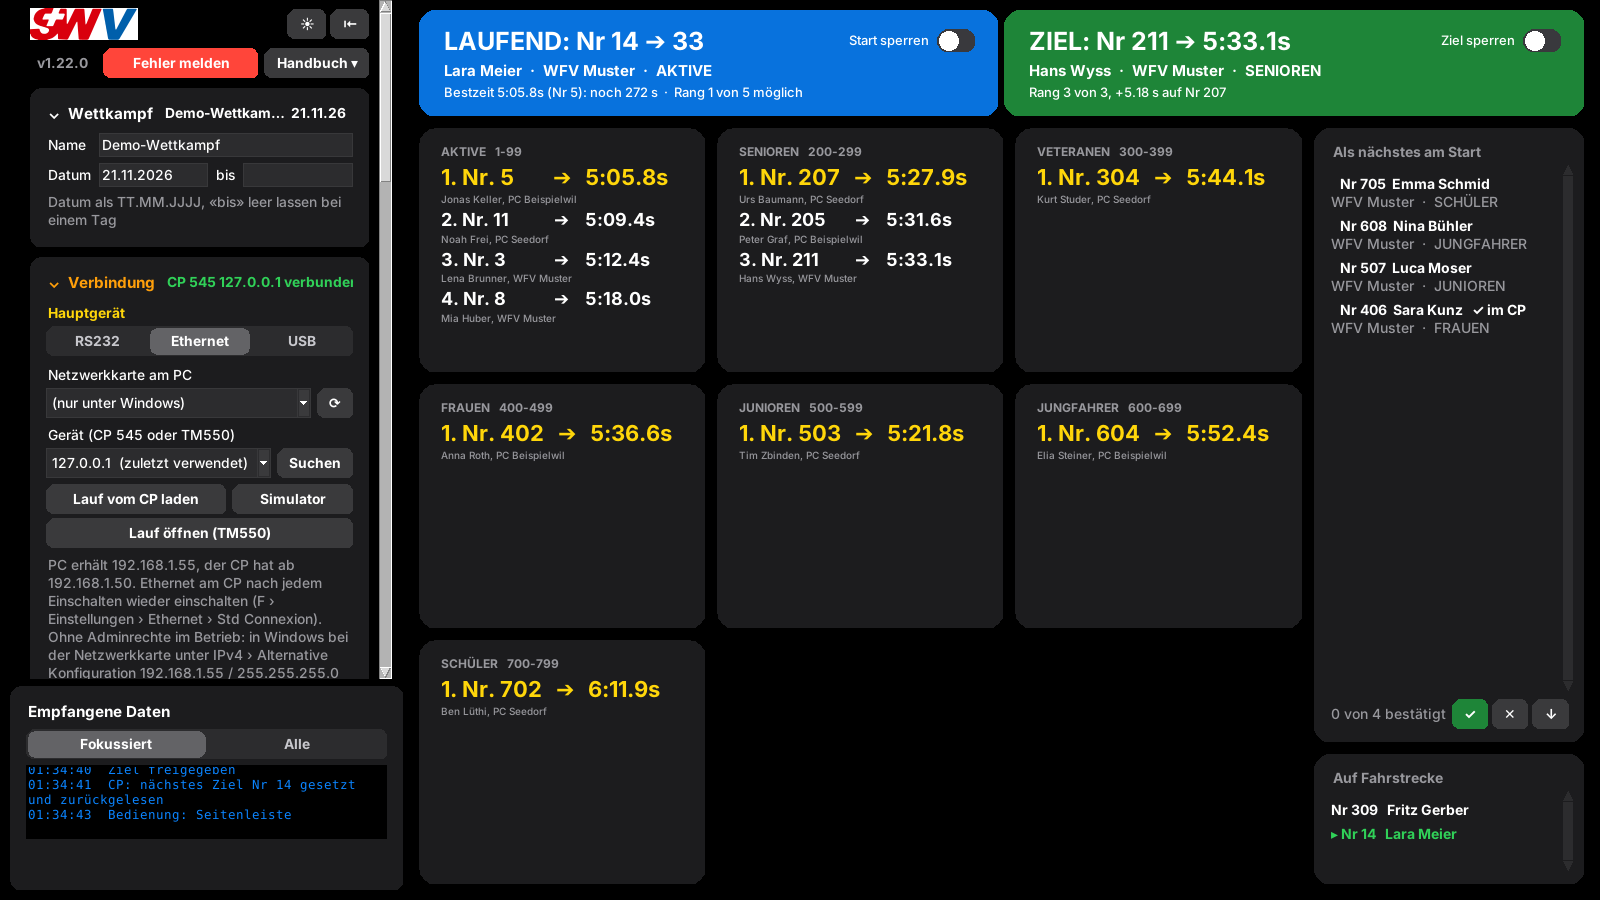 SWV
v1.22.0 Fehler melden Handbuch ▾
Wettkampf Demo-Wettkam... 21.11.26
Name Demo-Wettkampf
Datum 21.11.2026 bis
Datum als TT.MM.JJJJ, «bis» leer lassen bei
einem Tag
Verbindung CP 545 127.0.0.1 verbunden
Hauptgerät
RS232 Ethernet USB
Netzwerkkarte am PC
(nur unter Windows)
Gerät (CP 545 oder TM550)
127.0.0.1 (zuletzt verwendet) Suchen
Lauf vom CP laden Simulator
Lauf öffnen (TM550)
PC erhält 192.168.1.55, der CP hat ab
192.168.1.50. Ethernet am CP nach jedem
Einschalten wieder einschalten (F ›
Einstellungen › Ethernet › Std Connexion).
Ohne Adminrechte im Betrieb: in Windows bei
der Netzwerkkarte unter IPv4 › Alternative
Konfiguration 192.168.1.55 / 255.255.255.0
Empfangene Daten
Fokussiert Alle
01:34:40 Ziel freigegeben
01:34:41 CP: nächstes Ziel Nr 14 gesetzt
und zurückgelesen
01:34:43 Bedienung: Seitenleiste
LAUFEND: Nr 14 → 33 Start sperren
Lara Meier · WFV Muster · AKTIVE
Bestzeit 5:05.8s (Nr 5): noch 272 s · Rang 1 von 5 möglich
ZIEL: Nr 211 → 5:33.1s Ziel sperren
Hans Wyss · WFV Muster · SENIOREN
Rang 3 von 3, +5.18 s auf Nr 207
AKTIVE 1-99
1. Nr. 5 → 5:05.8s
Jonas Keller, PC Beispielwil
2. Nr. 11 → 5:09.4s
Noah Frei, PC Seedorf
3. Nr. 3 → 5:12.4s
Lena Brunner, WFV Muster
4. Nr. 8 → 5:18.0s
Mia Huber, WFV Muster
SENIOREN 200-299
1. Nr. 207 → 5:27.9s
Urs Baumann, PC Seedorf
2. Nr. 205 → 5:31.6s
Peter Graf, PC Beispielwil
3. Nr. 211 → 5:33.1s
Hans Wyss, WFV Muster
VETERANEN 300-399
1. Nr. 304 → 5:44.1s
Kurt Studer, PC Seedorf
FRAUEN 400-499
1. Nr. 402 → 5:36.6s
Anna Roth, PC Beispielwil
JUNIOREN 500-599
1. Nr. 503 → 5:21.8s
Tim Zbinden, PC Seedorf
JUNGFAHRER 600-699
1. Nr. 604 → 5:52.4s
Elia Steiner, PC Beispielwil
SCHÜLER 700-799
1. Nr. 702 → 6:11.9s
Ben Lüthi, PC Seedorf
Als nächstes am Start
Nr 705 Emma Schmid
WFV Muster · SCHÜLER
Nr 608 Nina Bühler
WFV Muster · JUNGFAHRER
Nr 507 Luca Moser
WFV Muster · JUNIOREN
Nr 406 Sara Kunz ✓ im CP
WFV Muster · FRAUEN
0 von 4 bestätigt ✓ ✕ ↓
Auf Fahrstrecke
Nr 309 Fritz Gerber
▸ Nr 14 Lara Meier